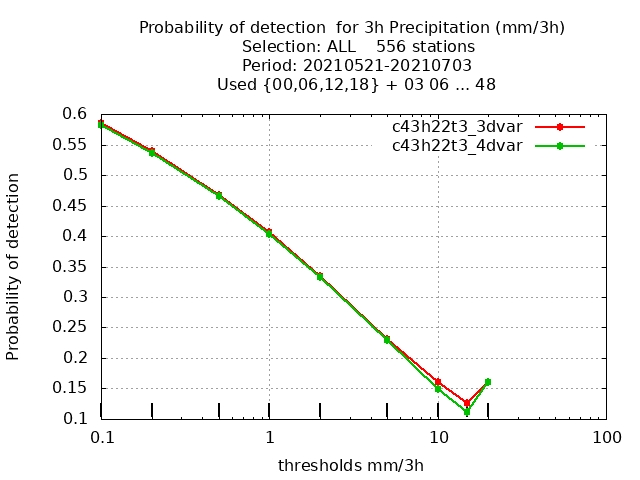 Probability of detection  for 3h Precipitation (mm/3h)
Selection: ALL    556 stations
Period: 20210521-20210703
Used {00,06,12,18} + 03 06 ... 48
c43h22t3_3dvar
c43h22t3_4dvar
Probability of detection
0.6
0.55
0.5
0.45
0.4
0.35
0.3
0.25
0.2
0.15
0.1
0.1 1 10 100
thresholds mm/3h